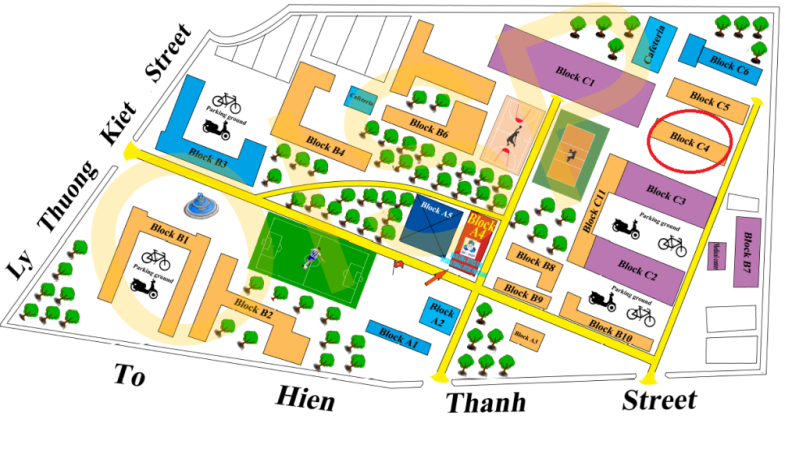 Street
Kiet
Ly Thuong
Cafeteria
Block C1
Block C6
Block C5
Block C4
Cafeteria
Parking ground
Block B3
Block B4
Block B6
Block C3
Block C11
Parking ground
Block C2
Block B7
Medical center
Block A5
Block A4
Block B1
Parking ground
Block B2
Block B8
Block B9
Parking ground
Block B10
Block A2
Block A1
Block A3
To Hien Thanh Street